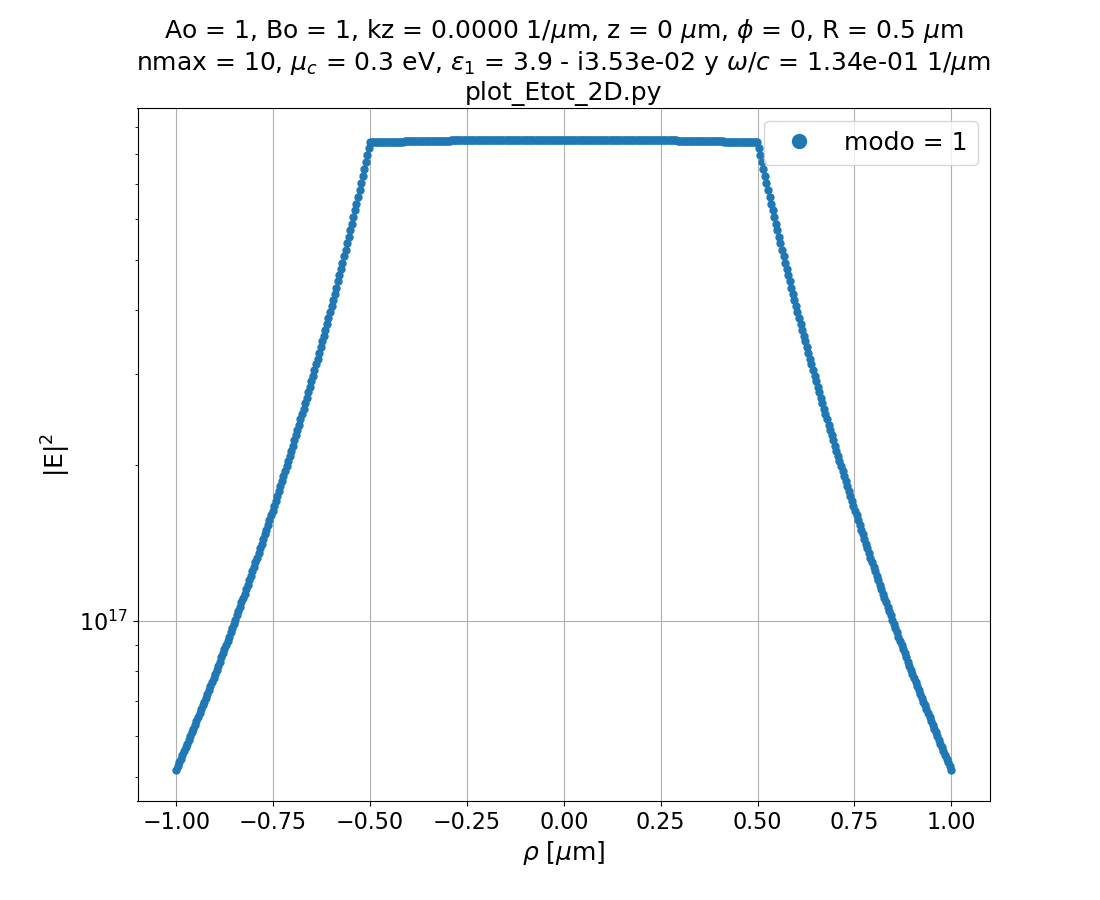 Ao = 1, Bo = 1, kz = 0.0000 1/μm, z = 0 μm, ϕ = 0, R = 0.5 μm
nmax = 10, μ_c = 0.3 eV, ε₁ = 3.9 - i3.53e-02 y ω/c = 1.34e-01 1/μm
plot_Etot_2D.py
modo = 1
|E|²
10¹⁷
−1.00 −0.75 −0.50 −0.25 0.00 0.25 0.50 0.75 1.00
ρ [μm]